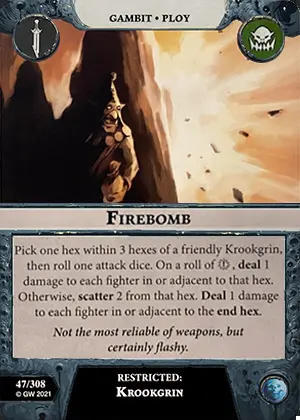 GAMBIT • PLOY
FIREBOMB
Pick one hex within 3 hexes of a friendly Krookgrin,
then roll one attack dice. On a roll of , deal 1
damage to each fighter in or adjacent to that hex.
Otherwise, scatter 2 from that hex. Deal 1 damage
to each fighter in or adjacent to the end hex.
Not the most reliable of weapons, but
certainly flashy.
47/308
© GW 2021
RESTRICTED:
KROOKGRIN